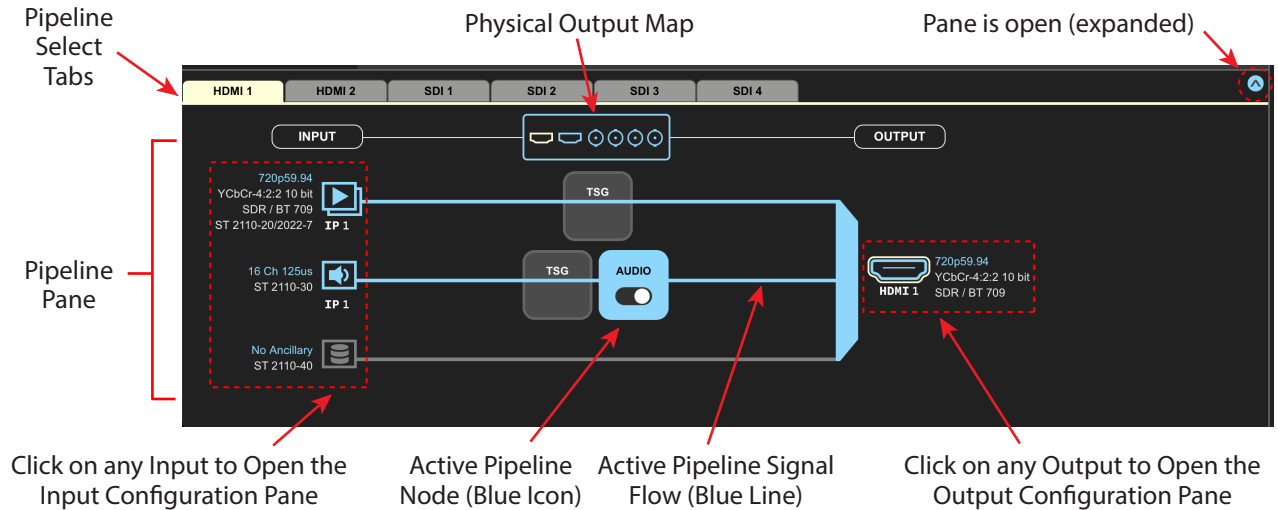 Pipeline
Select
Tabs
Physical Output Map
Pane is open (expanded)
HDMI 1
HDMI 2
SDI 1
SDI 2
SDI 3
SDI 4
INPUT
OUTPUT
720p59.94
YCbCr-4:2:2 10 bit
SDR / BT 709
ST 2110-20/2022-7
IP 1
TSG
Pipeline
Pane
16 Ch 125us
ST 2110-30
IP 1
TSG
AUDIO
HDMI 1
720p59.94
YCbCr-4:2:2 10 bit
SDR / BT 709
No Ancillary
ST 2110-40
Click on any Input to Open the
Input Configuration Pane
Active Pipeline
Node (Blue Icon)
Active Pipeline Signal
Flow (Blue Line)
Click on any Output to Open the
Output Configuration Pane